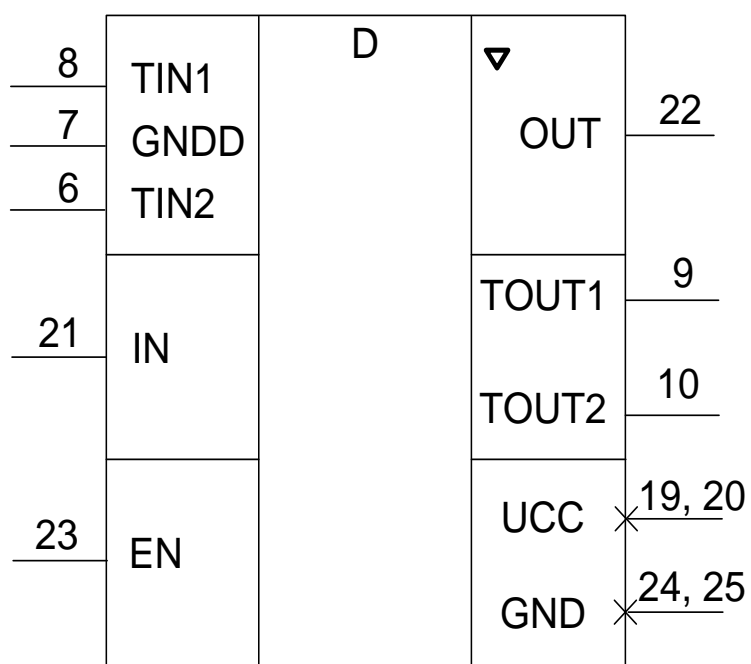 D
8
TIN1
7
GNDD
6
TIN2
21
IN
23
EN
OUT
22
TOUT1
9
TOUT2
10
UCC
19, 20
GND
24, 25